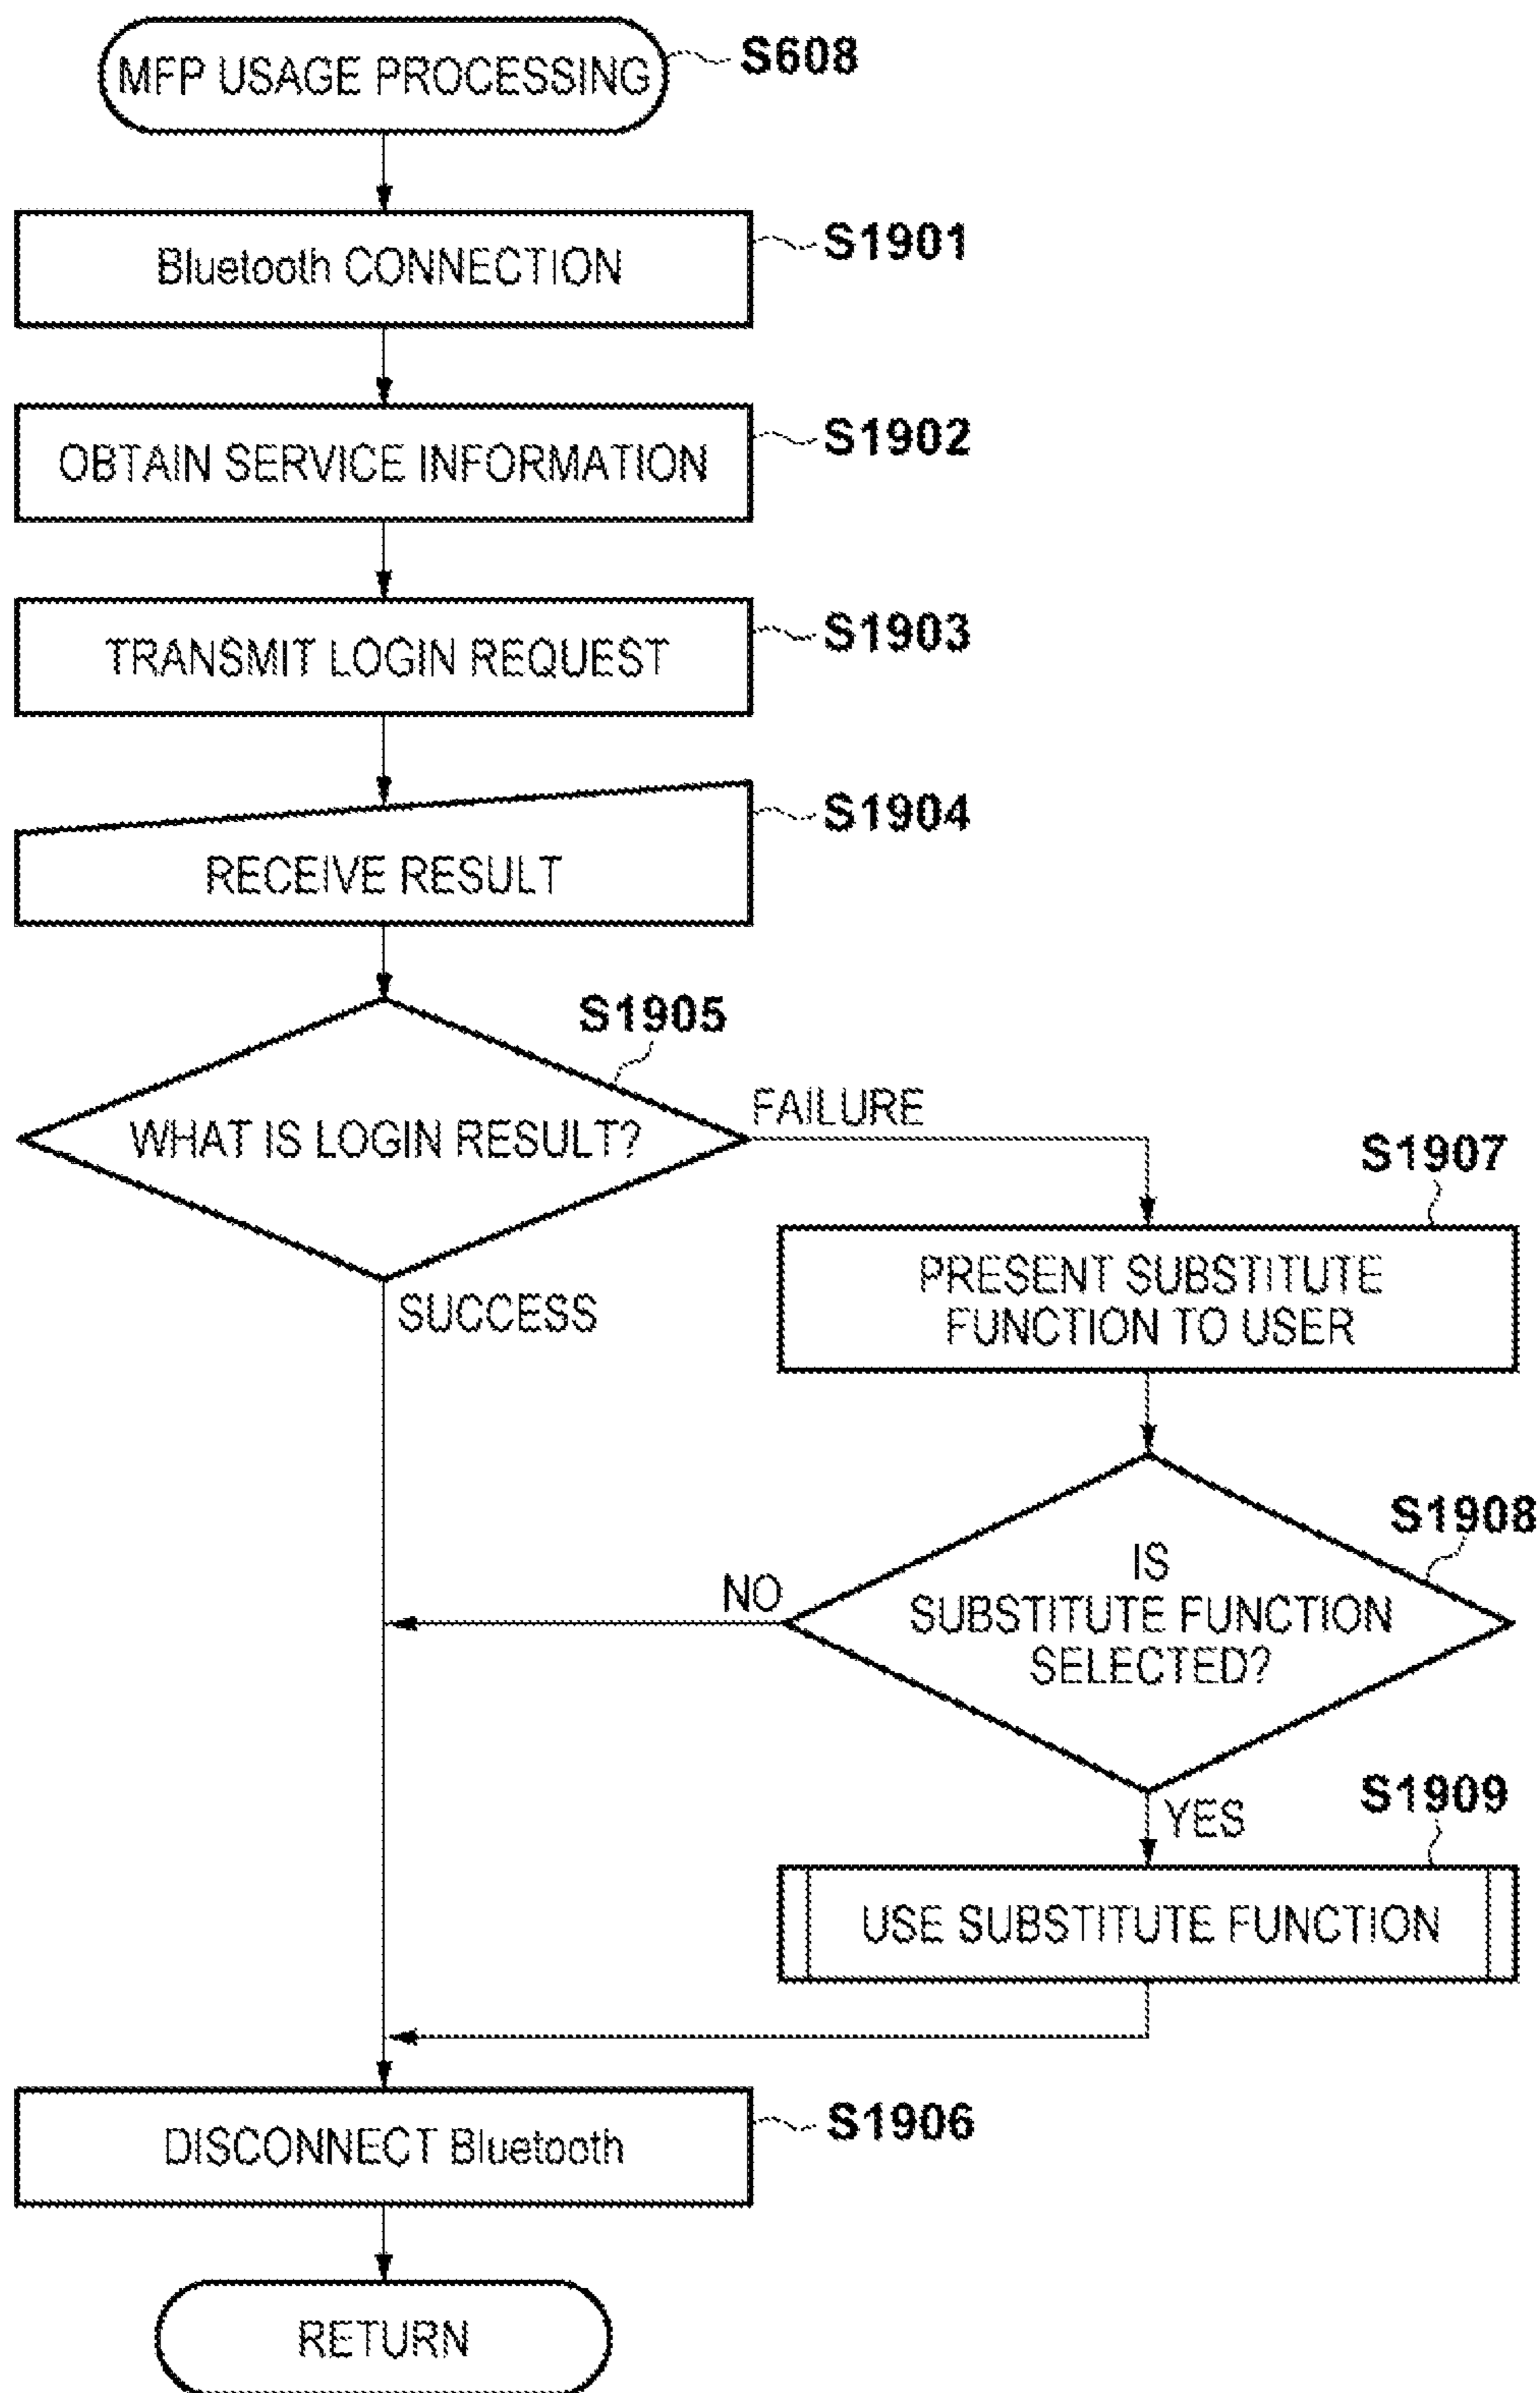 MFP USAGE PROCESSING
S608
Bluetooth CONNECTION
S1901
OBTAIN SERVICE INFORMATION
S1902
TRANSMIT LOGIN REQUEST
S1903
RECEIVE RESULT
S1904
S1905
WHAT IS LOGIN RESULT?
FAILURE
SUCCESS
S1907
PRESENT SUBSTITUTE
FUNCTION TO USER
S1908
IS
SUBSTITUTE FUNCTION
SELECTED?
NO
YES
S1909
USE SUBSTITUTE FUNCTION
DISCONNECT Bluetooth
S1906
RETURN